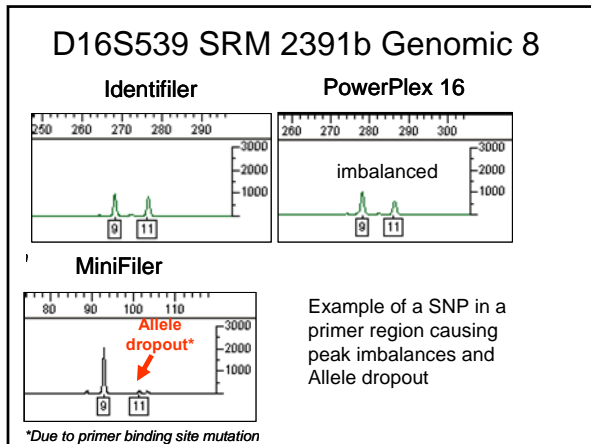 D16S539 SRM 2391b Genomic 8
Identifiler
PowerPlex 16
250 260 270 280 290
3000
2000
1000
9 11
260 270 280 290 300
imbalanced
3000
2000
1000
9 11
MiniFiler
80 90 100 110
Allele
dropout*
3000
2000
1000
9 11
*Due to primer binding site mutation
Example of a SNP in a
primer region causing
peak imbalances and
Allele dropout